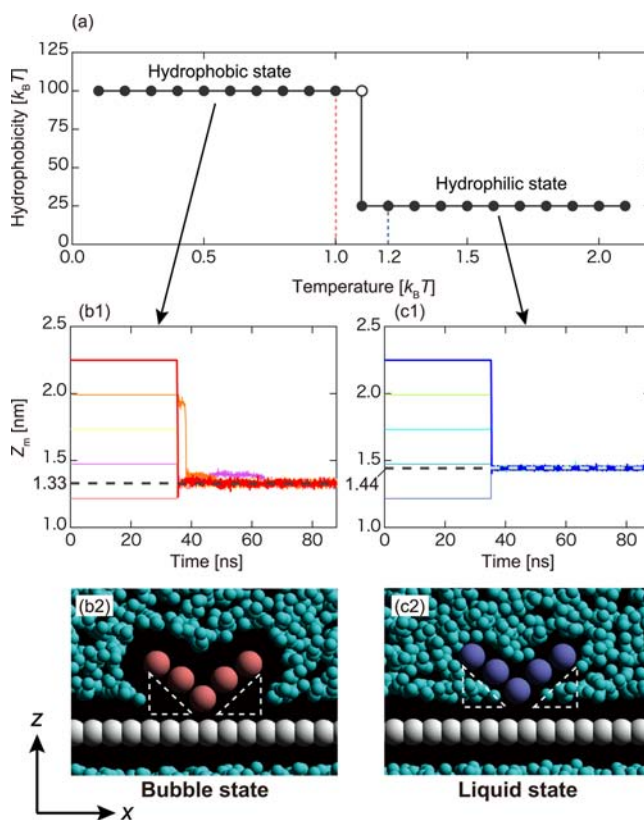 (a)
Hydrophobicity [kBT]
125
100
75
50
25
0
Hydrophobic state
Hydrophilic state
0.0 0.5 1.0 1.2 1.5 2.0
Temperature [kBT]
(b1)
Zm [nm]
2.5
2.0
1.5
1.33
1.0
0 20 40 60 80
Time [ns]
(c1)
2.5
2.0
1.5
1.44
1.0
0 20 40 60 80
Time [ns]
(b2)
(c2)
z
x
Bubble state
Liquid state